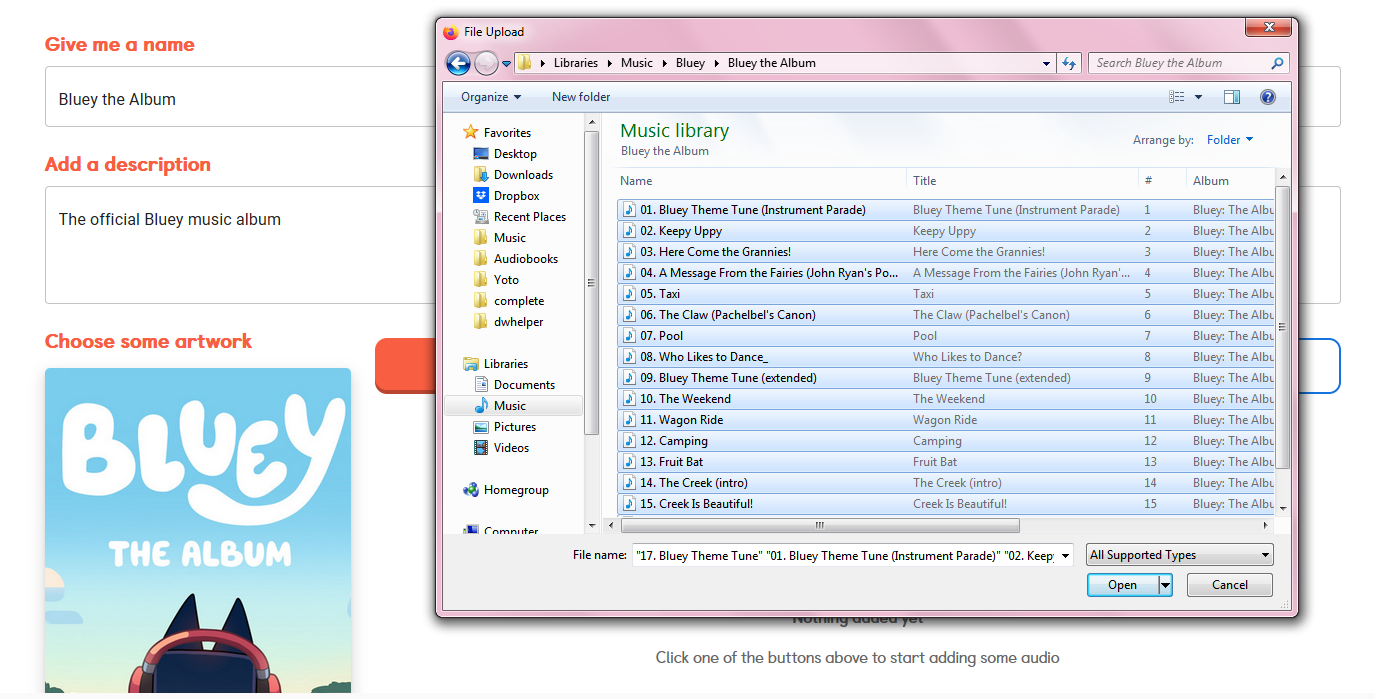 Give me a name
Bluey the Album
Add a description
The official Bluey music album
Choose some artwork
BLUEY
THE ALBUM
File Upload
Libraries Music Bluey Bluey the Album
Search Bluey the Album
Organize New folder
Favorites
Desktop
Downloads
Dropbox
Recent Places
Music
Audiobooks
Yoto
complete
dwhelper
Libraries
Documents
Music
Pictures
Videos
Homegroup
Computer
Music library
Bluey the Album
Arrange by: Folder
Name Title # Album
01. Bluey Theme Tune (Instrument Parade) Bluey Theme Tune (Instrument Parade) 1 Bluey: The Albu
02. Keepy Uppy Keepy Uppy 2 Bluey: The Albu
03. Here Come the Grannies! Here Come the Grannies! 3 Bluey: The Albu
04. A Message From the Fairies (John Ryan's Po... A Message From the Fairies (John Ryan'... 4 Bluey: The Albu
05. Taxi Taxi 5 Bluey: The Albu
06. The Claw (Pachelbel's Canon) The Claw (Pachelbel's Canon) 6 Bluey: The Albu
07. Pool Pool 7 Bluey: The Albu
08. Who Likes to Dance_ Who Likes to Dance? 8 Bluey: The Albu
09. Bluey Theme Tune (extended) Bluey Theme Tune (extended) 9 Bluey: The Albu
10. The Weekend The Weekend 10 Bluey: The Albu
11. Wagon Ride Wagon Ride 11 Bluey: The Albu
12. Camping Camping 12 Bluey: The Albu
13. Fruit Bat Fruit Bat 13 Bluey: The Albu
14. The Creek (intro) The Creek (intro) 14 Bluey: The Albu
15. Creek Is Beautiful! Creek Is Beautiful! 15 Bluey: The Albu
File name: "17. Bluey Theme Tune" "01. Bluey Theme Tune (Instrument Parade)" "02. Keep
All Supported Types
Open Cancel
Nothing added yet
Click one of the buttons above to start adding some audio